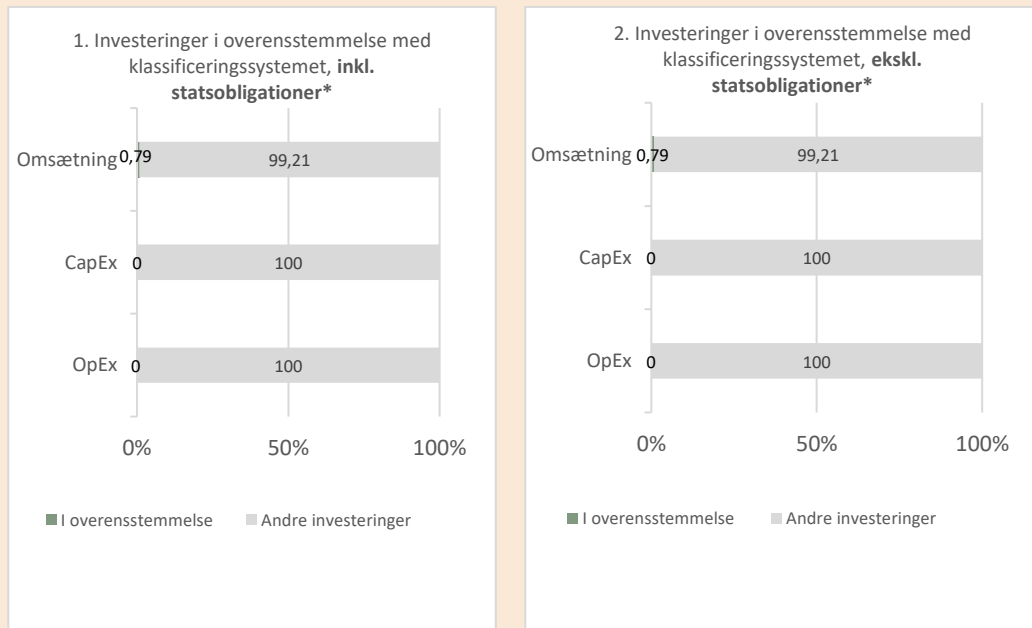 1. Investeringer i overensstemmelse med
klassificeringssystemet, inkl.
statsobligationer*
Omsætning 0,79 99,21
CapEx 0 100
OpEx 0 100
0% 50% 100%
I overensstemmelse Andre investeringer
2. Investeringer i overensstemmelse med
klassificeringssystemet, ekskl.
statsobligationer*
Omsætning 0,79 99,21
CapEx 0 100
OpEx 0 100
0% 50% 100%
I overensstemmelse Andre investeringer